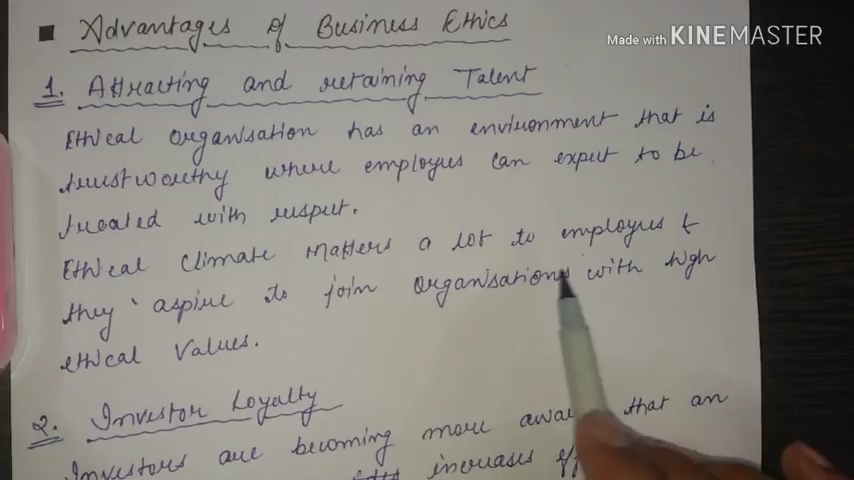 Advantages of Business Ethics
Made with KINEMASTER
1. Attracting and retaining Talent
Ethical Organisation has an environment that is
trustworthy where employees can expect to be
treated with respect.
Ethical Climate Matters a lot to employees &
they aspire to join Organisations with high
ethical Values.
2. Investor Loyalty
Investors are becoming more that an
increases